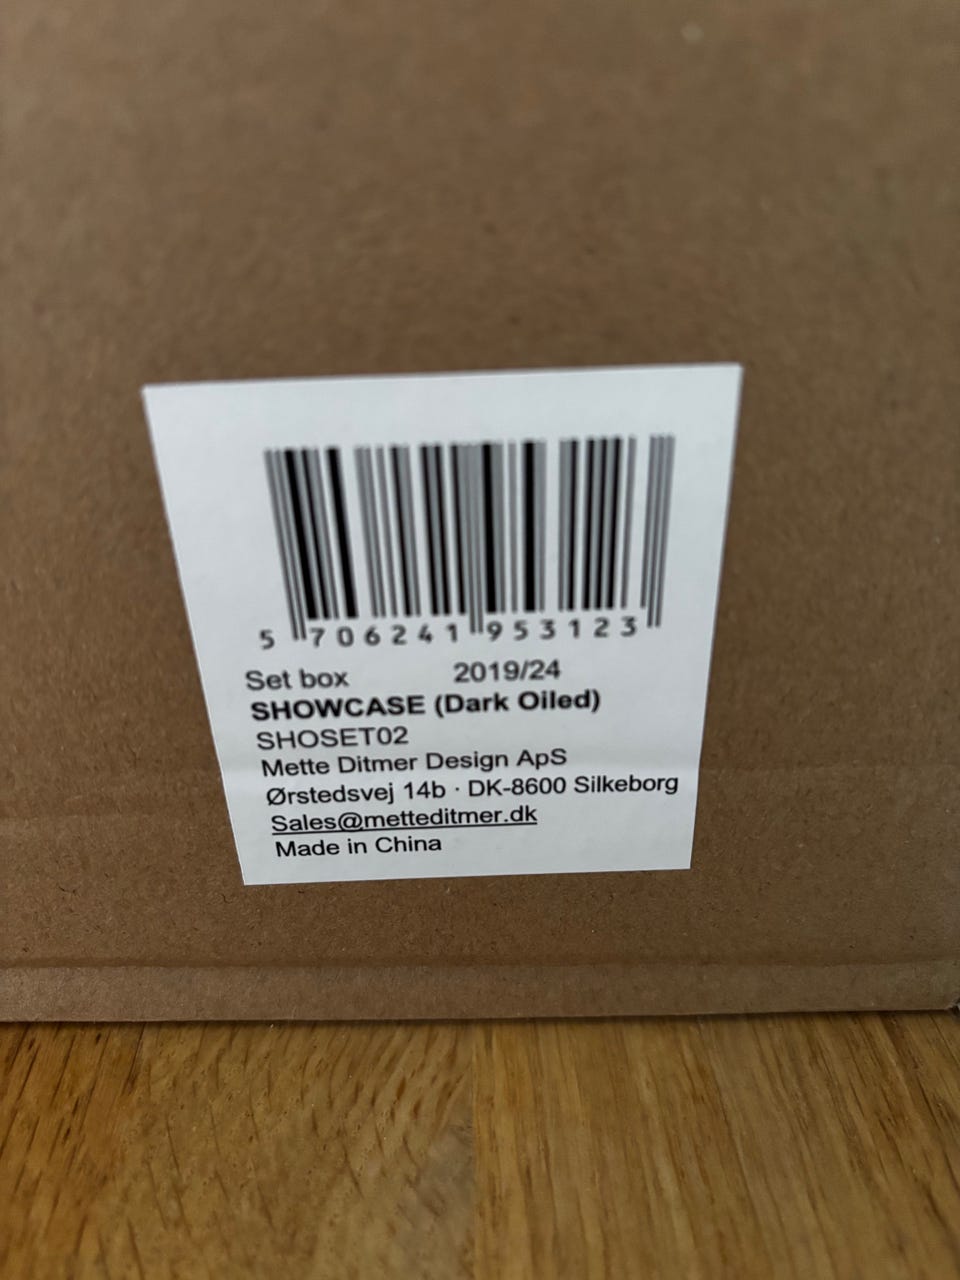 5 706241 953123
Set box 2019/24
SHOWCASE (Dark Oiled)
SHOSET02
Mette Ditmer Design ApS
Ørstedsvej 14b · DK-8600 Silkeborg
Sales@metteditmer.dk
Made in China